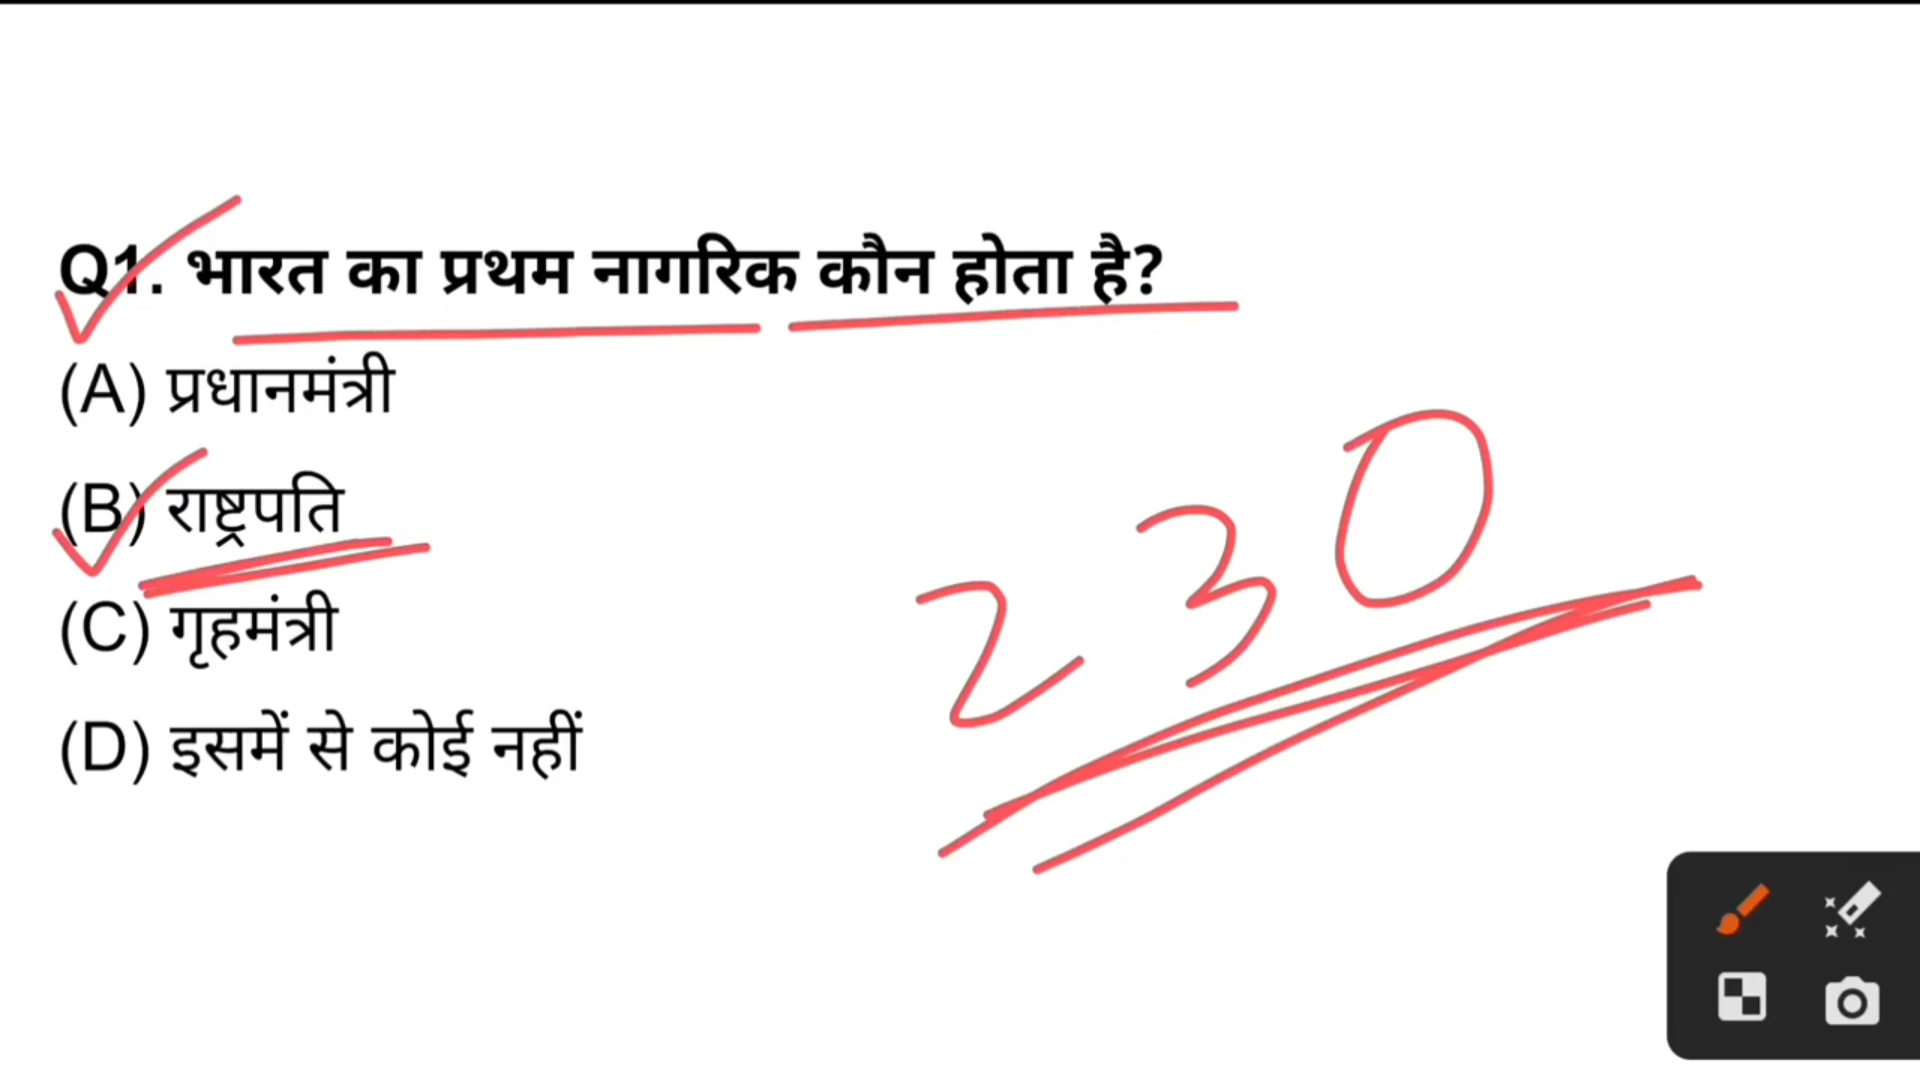 Q1. भारत का प्रथम नागरिक कौन होता है?
(A) प्रधानमंत्री
(B) राष्ट्रपति
(C) गृहमंत्री
(D) इसमें से कोई नहीं
230